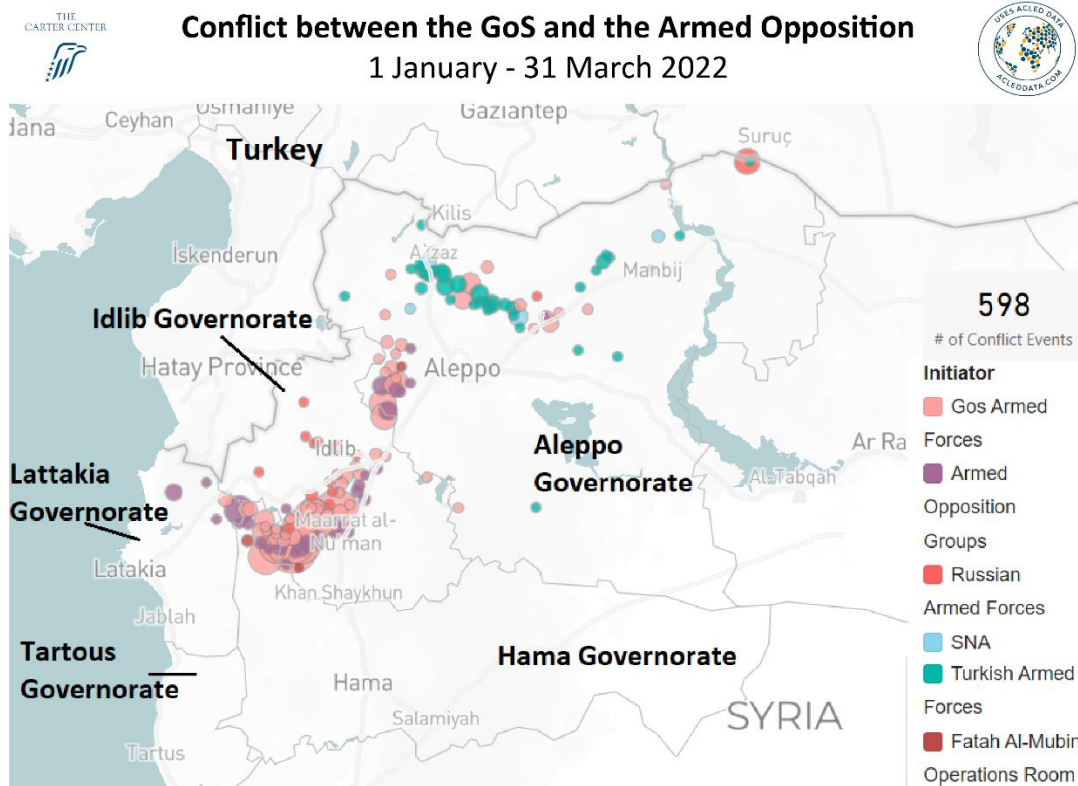 THE
CARTER CENTER
Conflict between the GoS and the Armed Opposition
1 January - 31 March 2022
USES ACLED DATA
ACLEDDATA.COM
dana
Ceyhan
Usmaniye
Gaziantep
Suruç
Turkey
Kilis
A'zaz
İskenderun
Manbij
Idlib Governorate
Hatay Province
Aleppo
598
# of Conflict Events
Initiator
Gos Armed
Forces
Armed
Opposition
Groups
Russian
Armed Forces
SNA
Turkish Armed
Forces
Fatah Al-Mubin
Operations Room
Idlib
Aleppo
Governorate
Ar Ra
Al-Tabqah
Lattakia
Governorate
Maarrat al-
Nu'man
Latakia
Khan Shaykhun
Jablah
Tartous
Governorate
Hama Governorate
Hama
Salamiyah
SYRIA
Tartus